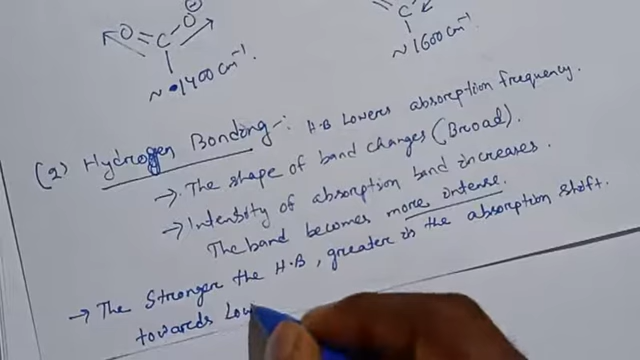 O=C-O⊖
C
~1400 cm⁻¹
~1600 cm⁻¹
(2) Hydrogen Bonding-: H-B Lowers absorption frequency.
→ The shape of band changes (Broad).
→ Intensity of absorption band increases.
The band becomes more intense.
→ The Stronger the H-B, greater is the absorption shift.
towards Low